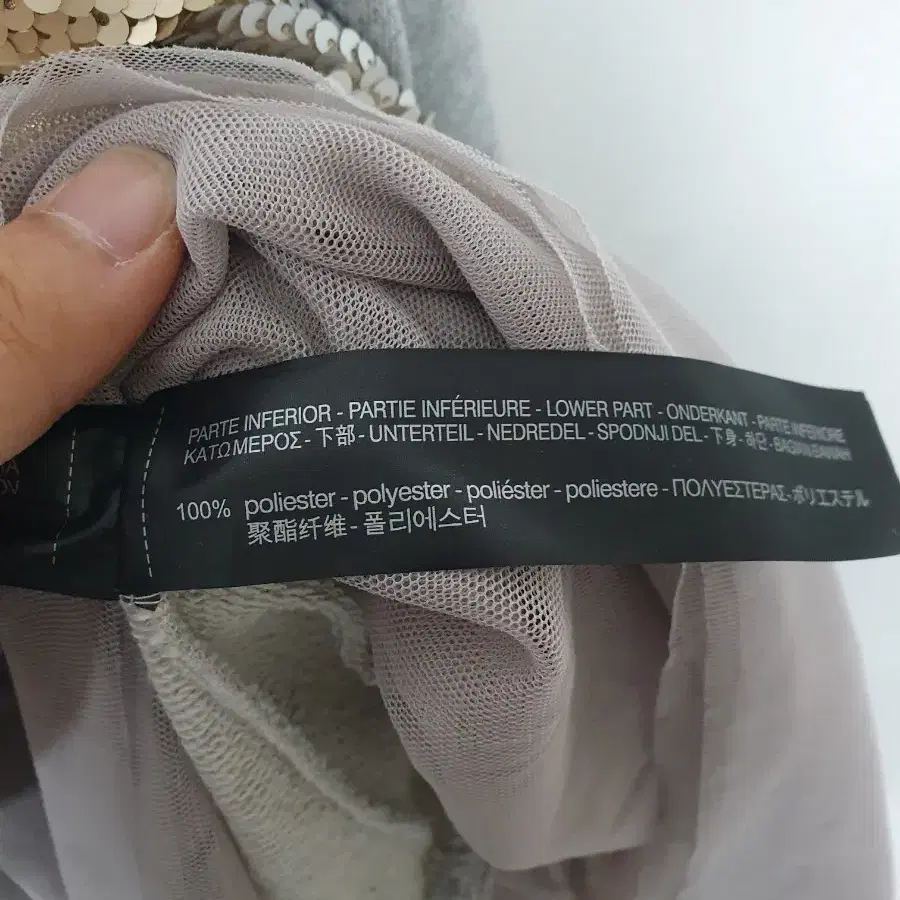 PARTE INFERIOR - PARTIE INFÉRIEURE - LOWER PART - ONDERKANT - PARTE INFERIORE
ΚΑΤΩ ΜΕΡΟΣ - 下部 - UNTERTEIL - NEDREDEL - SPODNJI DEL - 下身 - 하단 -
100% poliester - polyester - poliéster - poliestere - ΠΟΛΥΕΣΤΕΡΑΣ - ポリエステル
聚酯纤维 - 폴리에스터